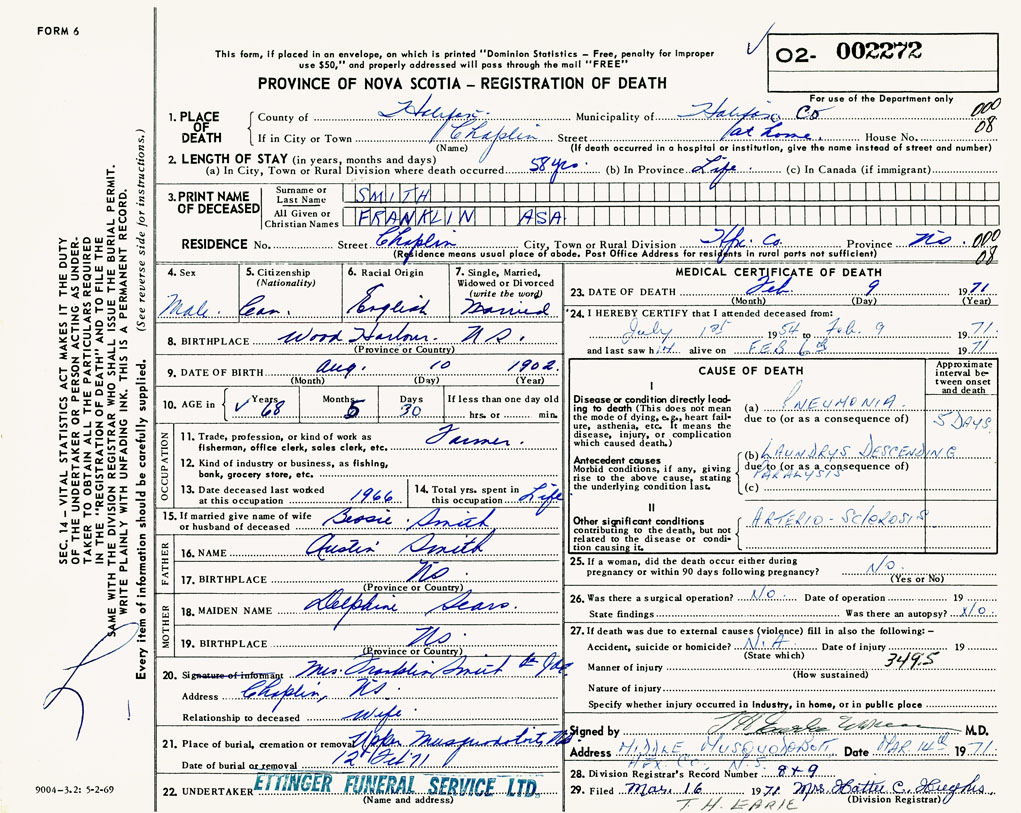 FORM 6
This form, if placed in an envelope, on which is printed "Dominion Statistics – Free, penalty for improper
use $50," and properly addressed will pass through the mail "FREE"
O2- 002272
PROVINCE OF NOVA SCOTIA – REGISTRATION OF DEATH
For use of the Department only
1. PLACE OF DEATH
County of Halifax Municipality of Halifax Co 000
If in City or Town Chaplin Street at home House No. 08
(Name) (If death occurred in a hospital or institution, give the name instead of street and number)
2. LENGTH OF STAY (in years, months and days)
(a) In City, Town or Rural Division where death occurred 58 yrs. (b) In Province Life (c) In Canada (if immigrant)
3. PRINT NAME OF DECEASED
Surname or Last Name SMITH
All Given or Christian Names FRANKLIN ASA
RESIDENCE No. Street Chaplin City, Town or Rural Division Hfx. Co. Province NS 000
(Residence means usual place of abode. Post Office Address for residents in rural parts not sufficient) 08
4. Sex Male.
5. Citizenship (Nationality) Can.
6. Racial Origin English
7. Single, Married, Widowed or Divorced (write the word) Married
8. BIRTHPLACE Wood Harbour N.S.
(Province or Country)
9. DATE OF BIRTH Aug. 10 1902.
(Month) (Day) (Year)
10. AGE in Years 68 Months 5 Days 30 If less than one day old hrs. or min.
OCCUPATION
11. Trade, profession, or kind of work as fisherman, office clerk, sales clerk, etc. Farmer.
12. Kind of industry or business, as fishing, bank, grocery store, etc.
13. Date deceased last worked at this occupation 1966
14. Total yrs. spent in this occupation Life
15. If married give name of wife or husband of deceased Bessie Smith
FATHER
16. NAME Austin Smith
17. BIRTHPLACE NS.
(Province or Country)
MOTHER
18. MAIDEN NAME Delphine Sears.
19. BIRTHPLACE NS.
(Province or Country)
20. Signature of informant Mrs. Franklin Smith
Address Chaplin, NS.
Relationship to deceased Wife
21. Place of burial, cremation or removal Upper Musquodoboit, NS
Date of burial or removal 71
22. UNDERTAKER ETTINGER FUNERAL SERVICE LTD.
(Name and address)
MEDICAL CERTIFICATE OF DEATH
23. DATE OF DEATH Feb. 9 1971
(Month) (Day) (Year)
24. I HEREBY CERTIFY that I attended deceased from:
July 1st 1954 to Feb. 9 1971.
and last saw him alive on FEB 6th 1971
CAUSE OF DEATH
Approximate interval between onset and death
I
Disease or condition directly leading to death (This does not mean the mode of dying, e.g., heart failure, asthenia, etc. It means the disease, injury, or complication which caused death.)
(a) PNEUMONIA. 5 DAYS
due to (or as a consequence of)
Antecedent causes
Morbid conditions, if any, giving rise to the above cause, stating the underlying condition last.
(b) LAUNDRYS DESCENDING
due to (or as a consequence of)
PARALYSIS
(c)
II
Other significant conditions contributing to the death, but not related to the disease or condition causing it.
ARTERIO-SCLEROSIS
25. If a woman, did the death occur either during
pregnancy or within 90 days following pregnancy? N/O.
(Yes or No)
26. Was there a surgical operation? N/O. Date of operation 19
State findings Was there an autopsy? N/O.
27. If death was due to external causes (violence) fill in also the following: –
Accident, suicide or homicide? N.A. Date of injury 19
(State which) 349.5
Manner of injury
(How sustained)
Nature of injury
Specify whether injury occurred in industry, in home, or in public place
Signed by M.D.
Address MIDDLE MUSQUODOBOIT Date MAR 14th 1971.
HFX. CO. N.S.
28. Division Registrar's Record Number 849
29. Filed Mar. 16 1971 Mrs. Hattie C. Hughes
(Division Registrar)
T. H. EARLE
SEC. 14 – VITAL STATISTICS ACT MAKES IT THE DUTY
OF THE UNDERTAKER OR PERSON ACTING AS UNDER-
TAKER TO OBTAIN ALL THE PARTICULARS REQUIRED
IN THE "REGISTRATION OF DEATH" AND TO FILE THE
SAME WITH THE DIVISION REGISTRAR WHO SHALL ISSUE THE BURIAL PERMIT.
WRITE PLAINLY WITH UNFADING INK. THIS IS A PERMANENT RECORD.
Every item of information should be carefully supplied. (See reverse side for instructions.)
9004-3.2: 5-2-69